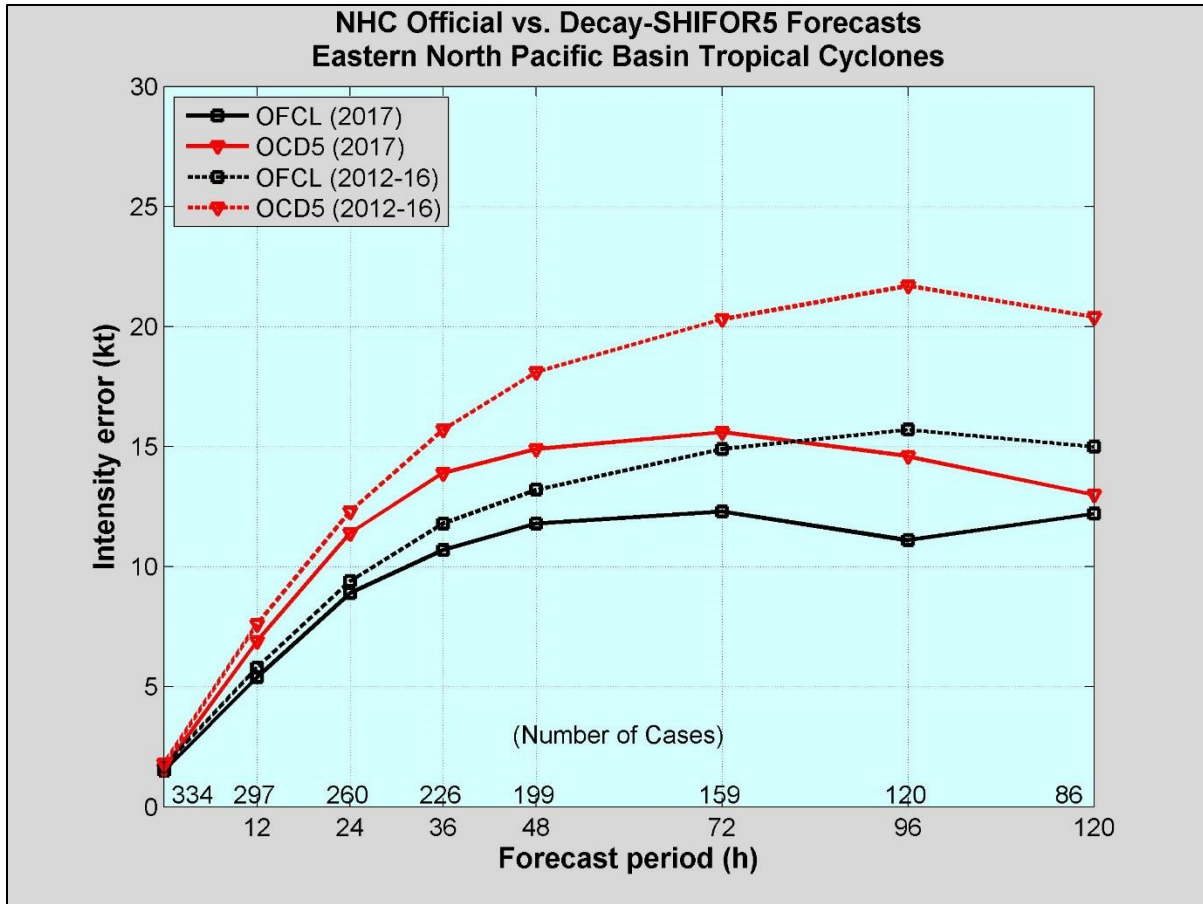 NHC Official vs. Decay-SHIFOR5 Forecasts
Eastern North Pacific Basin Tropical Cyclones
30
OFCL (2017)
OCD5 (2017)
OFCL (2012-16)
OCD5 (2012-16)
25
20
15
10
5
0
Intensity error (kt)
(Number of Cases)
334 297 260 226 199 159 120 86
12 24 36 48 72 96 120
Forecast period (h)